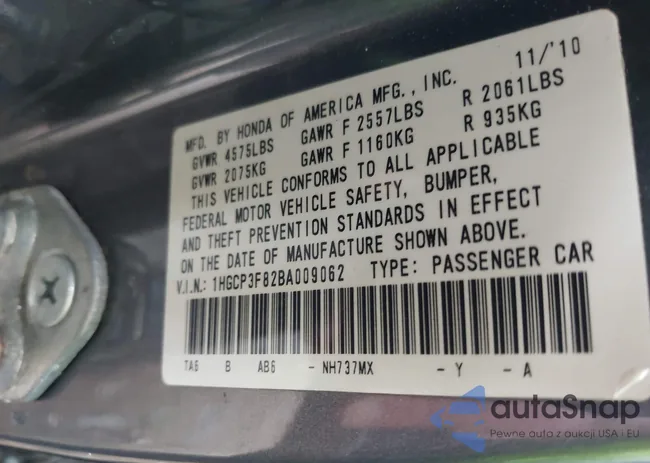 MFD. BY HONDA OF AMERICA MFG., INC. 11/'10
GVWR 4575LBS GAWR F 2557LBS R 2061LBS
GVWR 2075KG GAWR F 1160KG R 935KG
THIS VEHICLE CONFORMS TO ALL APPLICABLE
FEDERAL MOTOR VEHICLE SAFETY, BUMPER,
AND THEFT PREVENTION STANDARDS IN EFFECT
ON THE DATE OF MANUFACTURE SHOWN ABOVE.
V.I.N.: 1HGCP3F82BA009062 TYPE: PASSENGER CAR
TA6 B AB6 - NH737MX - Y - A
autaSnap
Pewne auta z aukcji USA i EU